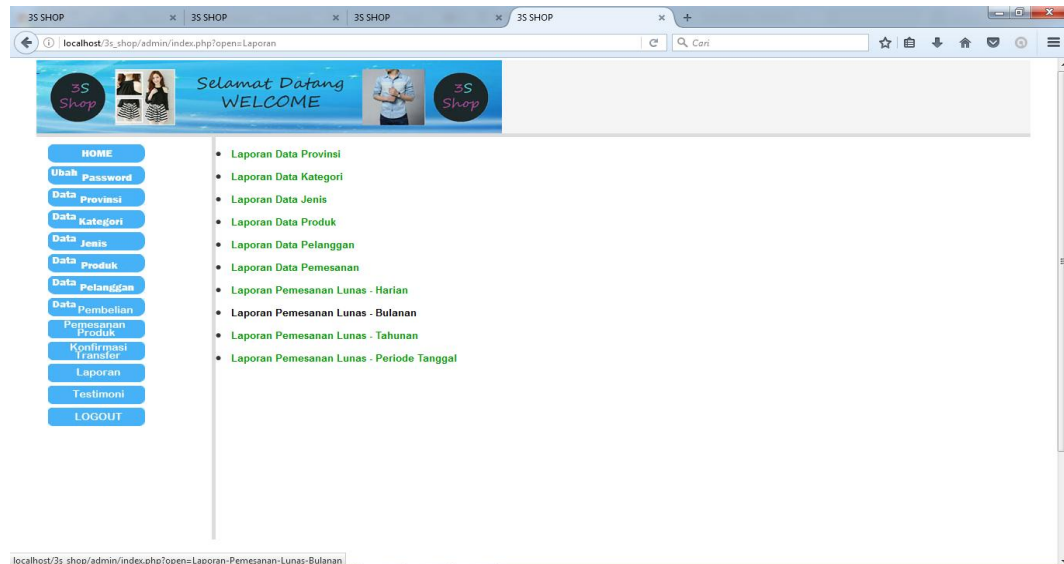 3S SHOP
3S SHOP
3S SHOP
3S SHOP
localhost/3s_shop/admin/index.php?open=Laporan
Cari
3S
Shop
Selamat Datang
WELCOME
3S
Shop
HOME
Ubah Password
Data Provinsi
Data Kategori
Data Jenis
Data Produk
Data Pelanggan
Data Pembelian
Pemesanan
Produk
Konfirmasi
Transfer
Laporan
Testimoni
LOGOUT
Laporan Data Provinsi
Laporan Data Kategori
Laporan Data Jenis
Laporan Data Produk
Laporan Data Pelanggan
Laporan Data Pemesanan
Laporan Pemesanan Lunas - Harian
Laporan Pemesanan Lunas - Bulanan
Laporan Pemesanan Lunas - Tahunan
Laporan Pemesanan Lunas - Periode Tanggal
localhost/3s_shop/admin/index.php?open=Laporan-Pemesanan-Lunas-Bulanan